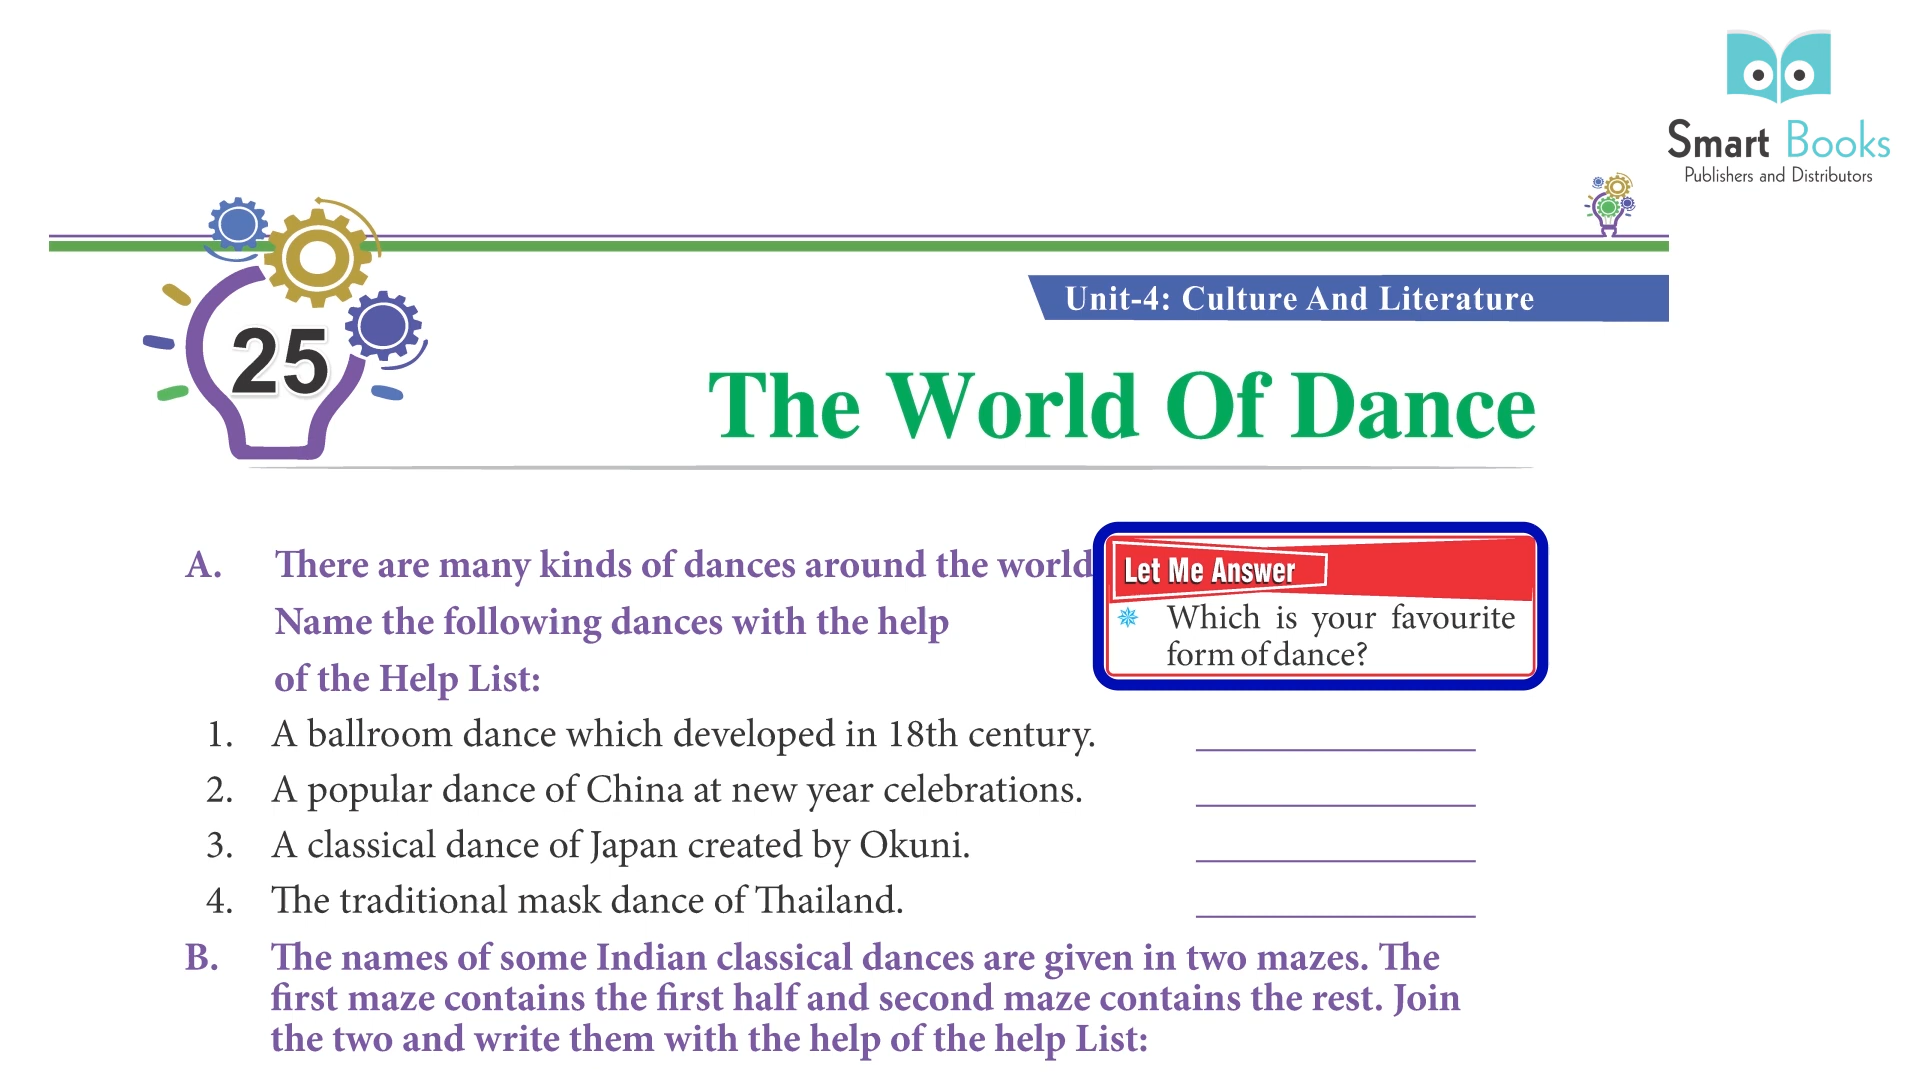 Smart Books
Publishers and Distributors
Unit-4: Culture And Literature
25
The World Of Dance
A. There are many kinds of dances around the world
Name the following dances with the help
of the Help List:
Let Me Answer
Which is your favourite
form of dance?
1. A ballroom dance which developed in 18th century.
2. A popular dance of China at new year celebrations.
3. A classical dance of Japan created by Okuni.
4. The traditional mask dance of Thailand.
B. The names of some Indian classical dances are given in two mazes. The
first maze contains the first half and second maze contains the rest. Join
the two and write them with the help of the help List: